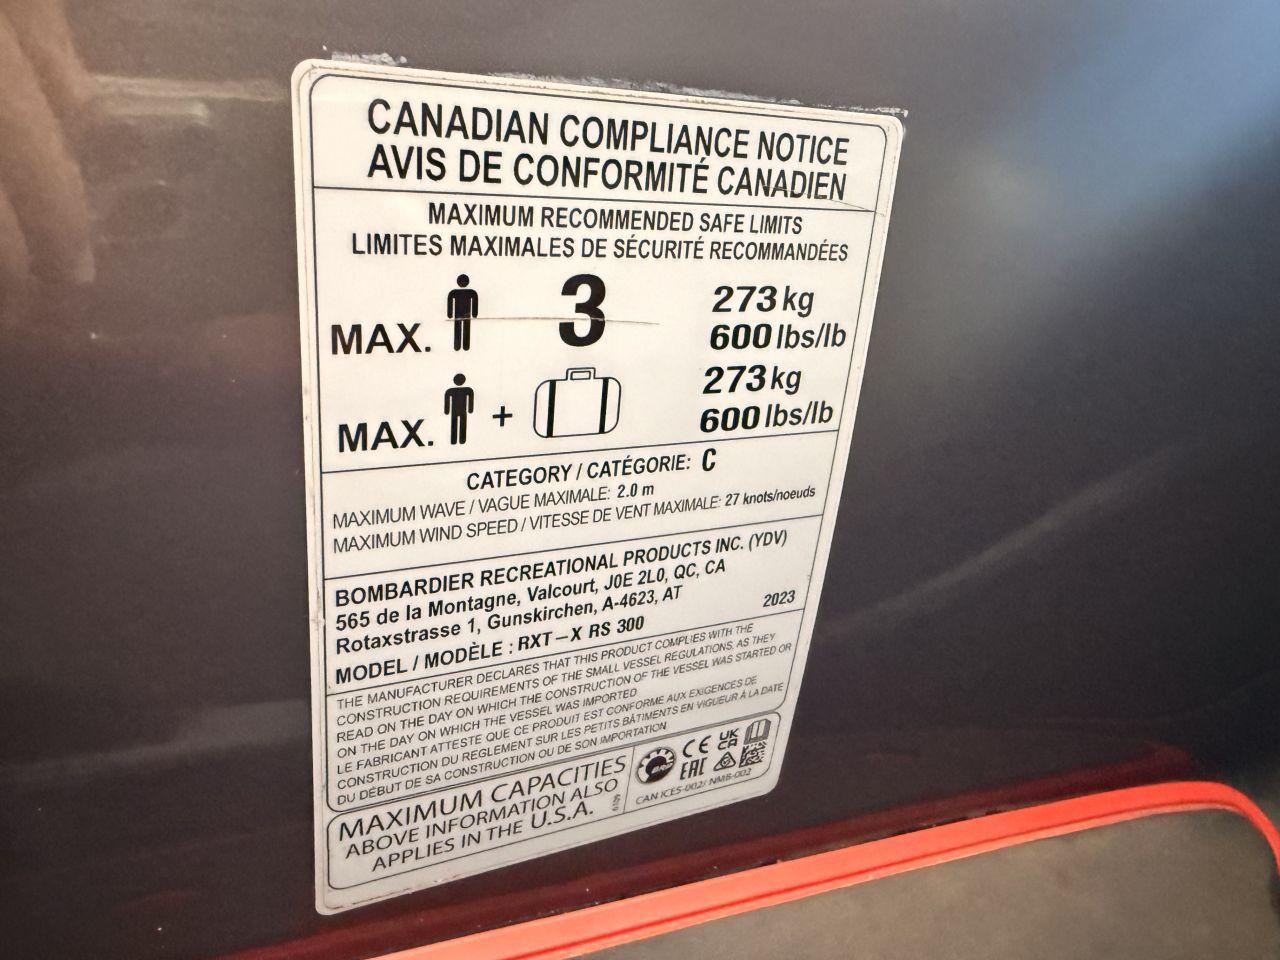 CANADIAN COMPLIANCE NOTICE
AVIS DE CONFORMITÉ CANADIEN
MAXIMUM RECOMMENDED SAFE LIMITS
LIMITES MAXIMALES DE SÉCURITÉ RECOMMANDÉES
MAX. 3 273 kg
600 lbs/lb
MAX. + 273 kg
600 lbs/lb
CATEGORY / CATÉGORIE: C
MAXIMUM WAVE / VAGUE MAXIMALE: 2.0 m
MAXIMUM WIND SPEED / VITESSE DE VENT MAXIMALE: 27 knots/noeuds
BOMBARDIER RECREATIONAL PRODUCTS INC. (YDV)
565 de la Montagne, Valcourt, J0E 2L0, QC, CA
Rotaxstrasse 1, Gunskirchen, A-4623, AT
2023
MODEL / MODÈLE : RXT-X RS 300
THE MANUFACTURER DECLARES THAT THIS PRODUCT COMPLIES WITH THE
CONSTRUCTION REQUIREMENTS OF THE SMALL VESSEL REGULATIONS, AS THEY
READ ON THE DAY ON WHICH THE CONSTRUCTION OF THE VESSEL WAS STARTED OR
ON THE DAY ON WHICH THE VESSEL WAS IMPORTED
LE FABRICANT ATTESTE QUE CE PRODUIT EST CONFORME AUX EXIGENCES DE
CONSTRUCTION DU RÈGLEMENT SUR LES PETITS BÂTIMENTS EN VIGUEUR À LA DATE
DU DÉBUT DE SA CONSTRUCTION OU DE SON IMPORTATION
MAXIMUM CAPACITIES
ABOVE INFORMATION ALSO
APPLIES IN THE U.S.A.
BRP CE UK CA
EAC
CAN ICES-002/ NMB-002